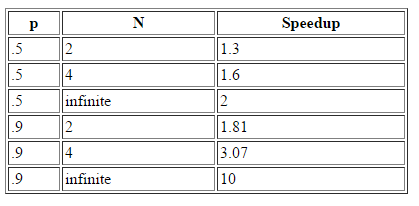 p N Speedup
.5 2 1.3
.5 4 1.6
.5 infinite 2
.9 2 1.81
.9 4 3.07
.9 infinite 10